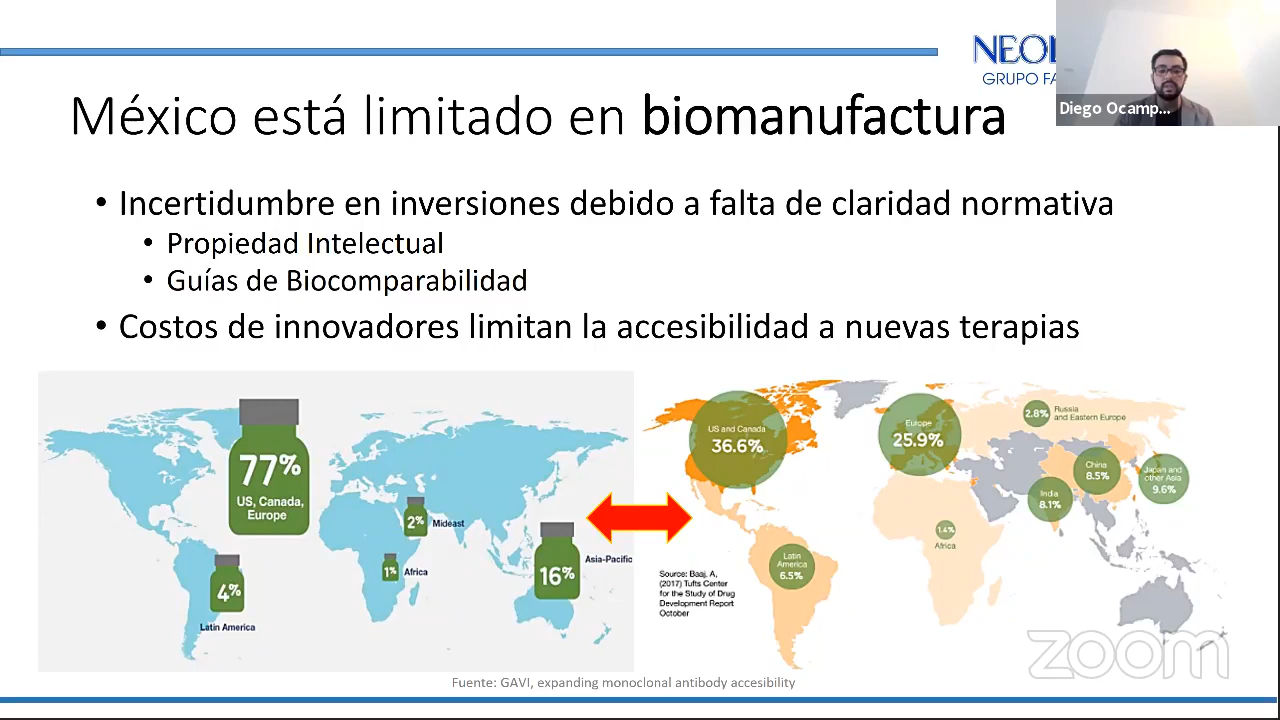 GRUPO
Diego Ocamp...
México está limitado en biomanufactura
• Incertidumbre en inversiones debido a falta de claridad normativa
• Propiedad Intelectual
• Guías de Biocomparabilidad
• Costos de innovadores limitan la accesibilidad a nuevas terapias
77%
US, Canada,
Europe
2%
Mideast
1%
Africa
16%
Asia-Pacific
4%
Latin America
US and Canada
36.6%
Europe
25.9%
2.8%
Russia
and Eastern Europe
China
8.5%
Japan and
other Asia
9.6%
India
8.1%
1.4%
Africa
Latin
America
6.5%
Source: Baaj, A,
(2017) Tufts Center
for the Study of Drug
Development Report
October
zoom
Fuente: GAVI, expanding monoclonal antibody accesibility